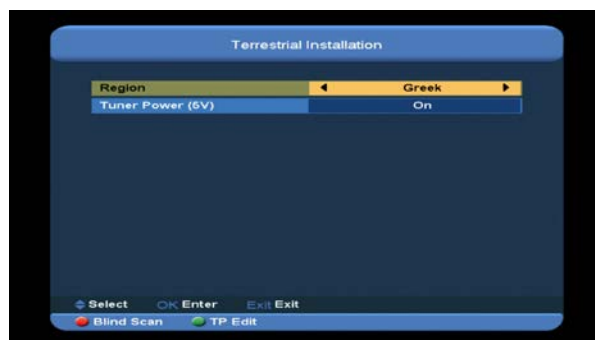 Terrestrial Installation
Region Greek
Tuner Power (5V) On
Select OK Enter Exit Exit
Blind Scan TP Edit